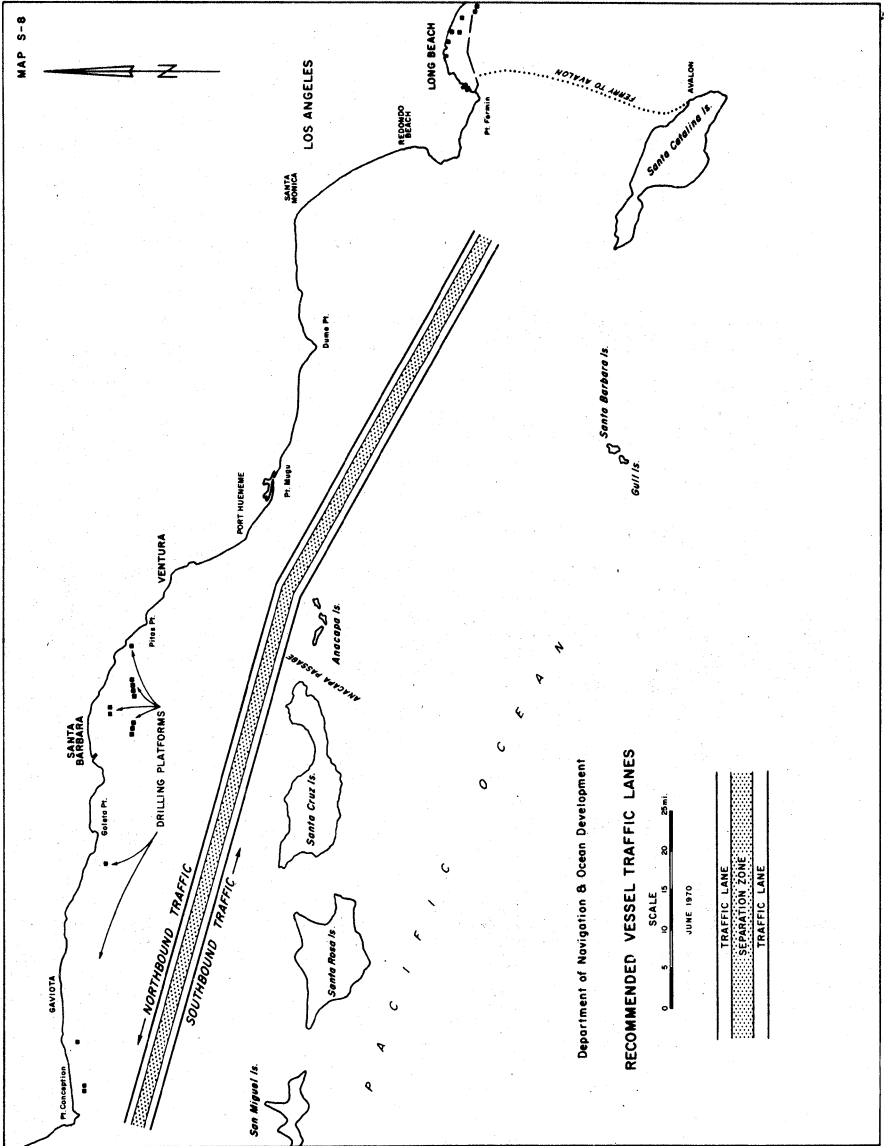 MAP S-8
N
LOS ANGELES
LONG BEACH
REDONDO
BEACH
SANTA
MONICA
Pt. Fermin
FERRY TO AVALON
AVALON
Santa Catalina Is.
Dume Pt.
PORT HUENEME
Pt. Mugu
VENTURA
Pitas Pt.
SANTA
BARBARA
Goleta Pt.
DRILLING PLATFORMS
GAVIOTA
Pt. Conception
NORTHBOUND TRAFFIC
SOUTHBOUND TRAFFIC
ANACAPA PASSAGE
Anacapa Is.
Santa Cruz Is.
Santa Rosa Is.
San Miguel Is.
Santa Barbara Is.
Gull Is.
PACIFIC OCEAN
Department of Navigation & Ocean Development
RECOMMENDED VESSEL TRAFFIC LANES
SCALE
0 5 10 15 20 25mi.
JUNE 1970
TRAFFIC LANE
SEPARATION ZONE
TRAFFIC LANE